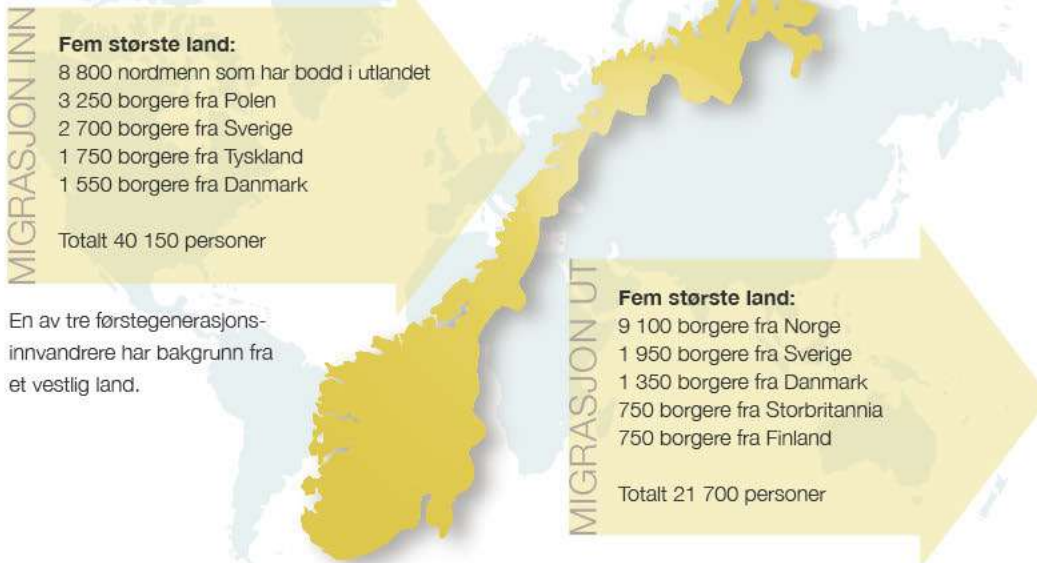 MIGRASJON INN
Fem største land:
8 800 nordmenn som har bodd i utlandet
3 250 borgere fra Polen
2 700 borgere fra Sverige
1 750 borgere fra Tyskland
1 550 borgere fra Danmark
Totalt 40 150 personer
En av tre førstegenerasjons-
innvandrere har bakgrunn fra
et vestlig land.
MIGRASJON UT
Fem største land:
9 100 borgere fra Norge
1 950 borgere fra Sverige
1 350 borgere fra Danmark
750 borgere fra Storbritannia
750 borgere fra Finland
Totalt 21 700 personer